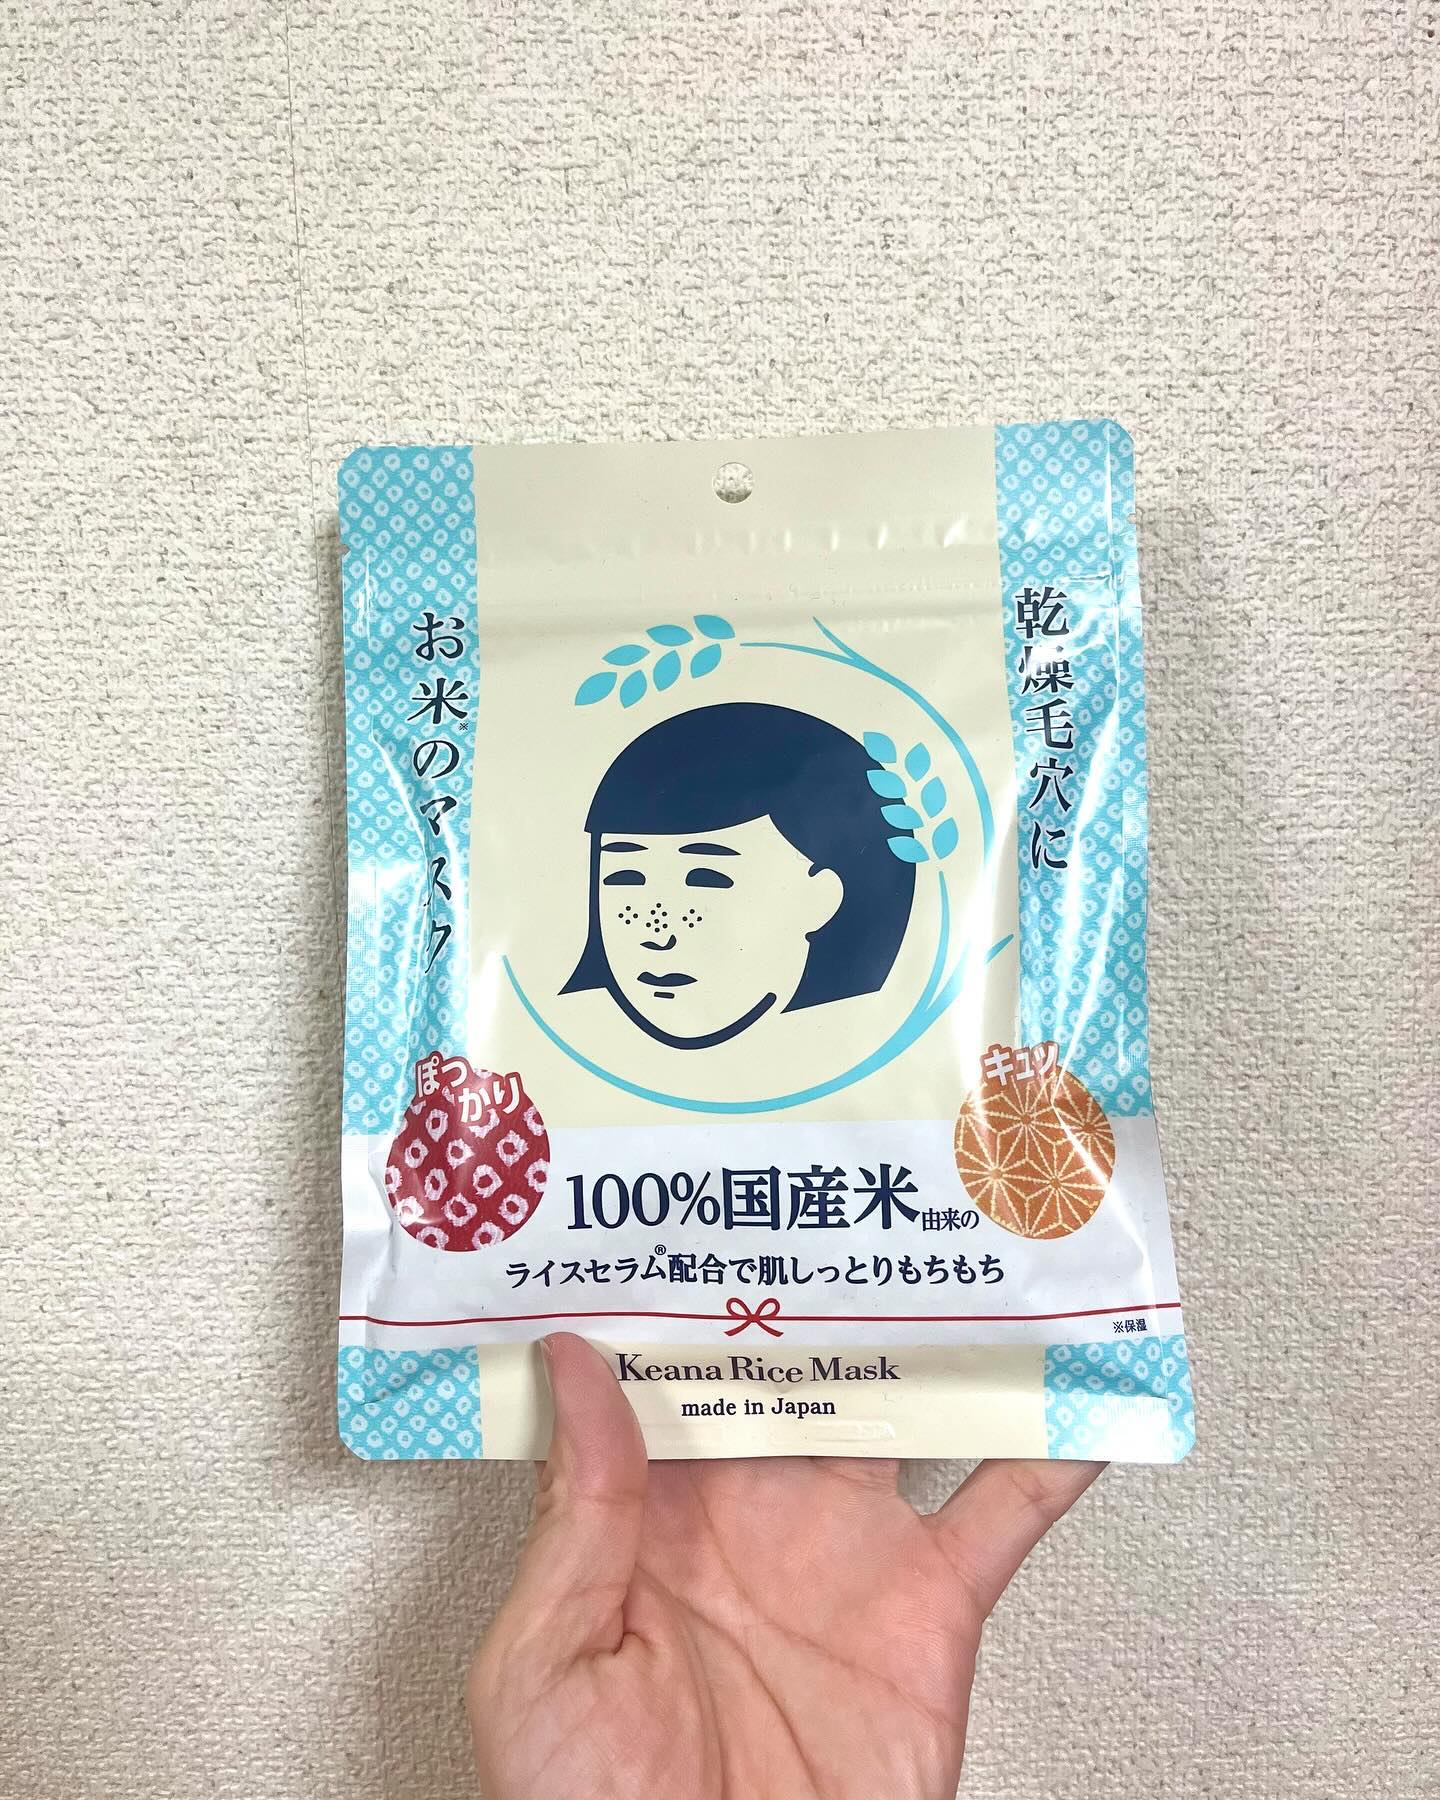 乾燥毛穴に
お米※のマスク
ぽっかり
キュッ
100%国産米由来の
ライスセラム®配合で肌しっとりもちもち
※保湿
Keana Rice Mask
made in Japan